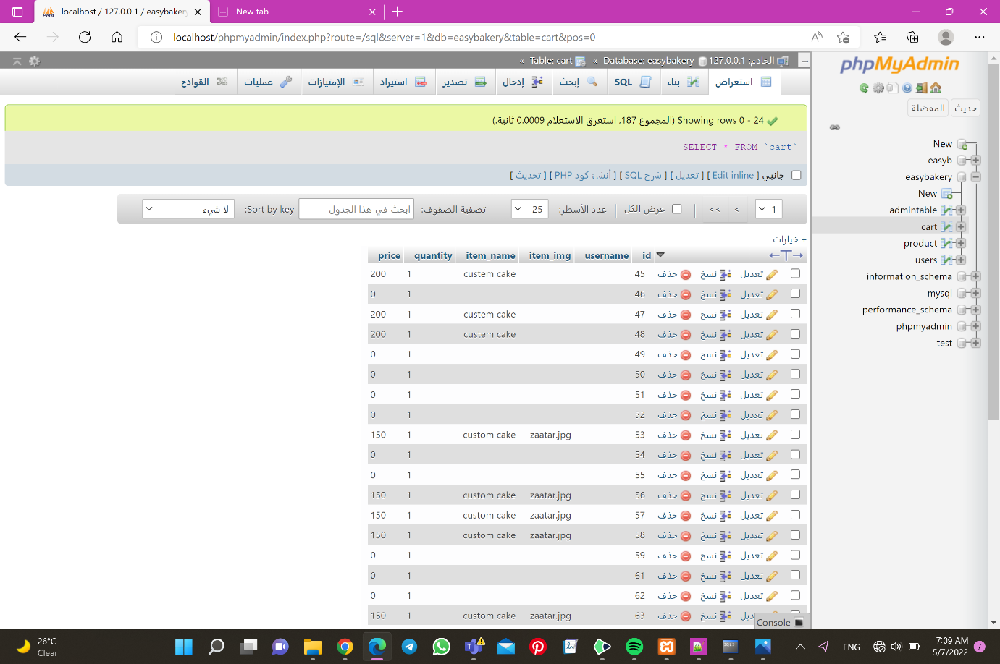 localhost / 127.0.0.1 / easybakery
New tab
localhost/phpmyadmin/index.php?route=/sql&server=1&db=easybakery&table=cart&pos=0
الخادم: 127.0.0.1 » Database: easybakery » Table: cart »
استعراض بناء SQL إبحث إدخال تصدير استيراد الإمتيازات عمليات القوادح
Showing rows 0 - 24 (المجموع 187, استغرق الاستعلام 0.0009 ثانية.)
SELECT * FROM `cart`
جانبي [ Edit inline ] [ تعديل ] [ شرح SQL ] [ أنشئ كود PHP ] [ تحديث ]
1 > >> عرض الكل عدد الأسطر: 25 تصفية الصفوف: ابحث في هذا الجدول Sort by key: لا شيء
+ خيارات
←T→ id username item_img item_name quantity price
تعديل نسخ حذف 45 custem cake 1 200
تعديل نسخ حذف 46 1 0
تعديل نسخ حذف 47 custem cake 1 200
تعديل نسخ حذف 48 custem cake 1 200
تعديل نسخ حذف 49 1 0
تعديل نسخ حذف 50 1 0
تعديل نسخ حذف 51 1 0
تعديل نسخ حذف 52 1 0
تعديل نسخ حذف 53 zaatar.jpg custom cake 1 150
تعديل نسخ حذف 54 1 0
تعديل نسخ حذف 55 1 0
تعديل نسخ حذف 56 zaatar.jpg custom cake 1 150
تعديل نسخ حذف 57 zaatar.jpg custom cake 1 150
تعديل نسخ حذف 58 zaatar.jpg custom cake 1 150
تعديل نسخ حذف 59 1 0
تعديل نسخ حذف 61 1 0
تعديل نسخ حذف 62 1 0
نسخ حذف 63 zaatar.jpg custom cake 1 150
Console
phpMyAdmin
حديث المفضلة
New
easyb
easybakery
New
admintable
cart
product
users
information_schema
mysql
performance_schema
phpmyadmin
test
26°C
Clear
ENG
7:09 AM
5/7/2022
7